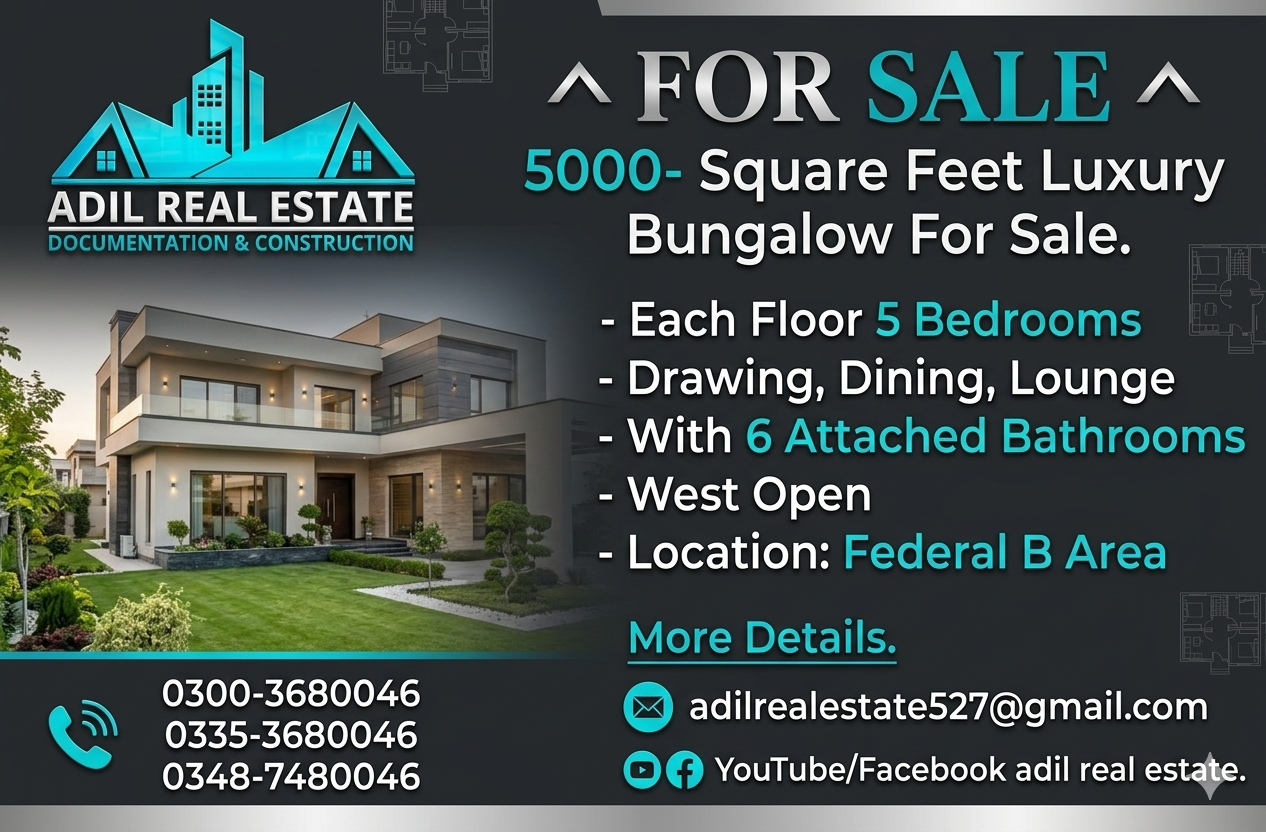 ADIL REAL ESTATE
DOCUMENTATION & CONSTRUCTION
FOR SALE
5000- Square Feet Luxury
Bungalow For Sale.
- Each Floor 5 Bedrooms
- Drawing, Dining, Lounge
- With 6 Attached Bathrooms
- West Open
- Location: Federal B Area
More Details.
adilrealestate527@gmail.com
YouTube/Facebook adil real estate.
0300-3680046
0335-3680046
0348-7480046